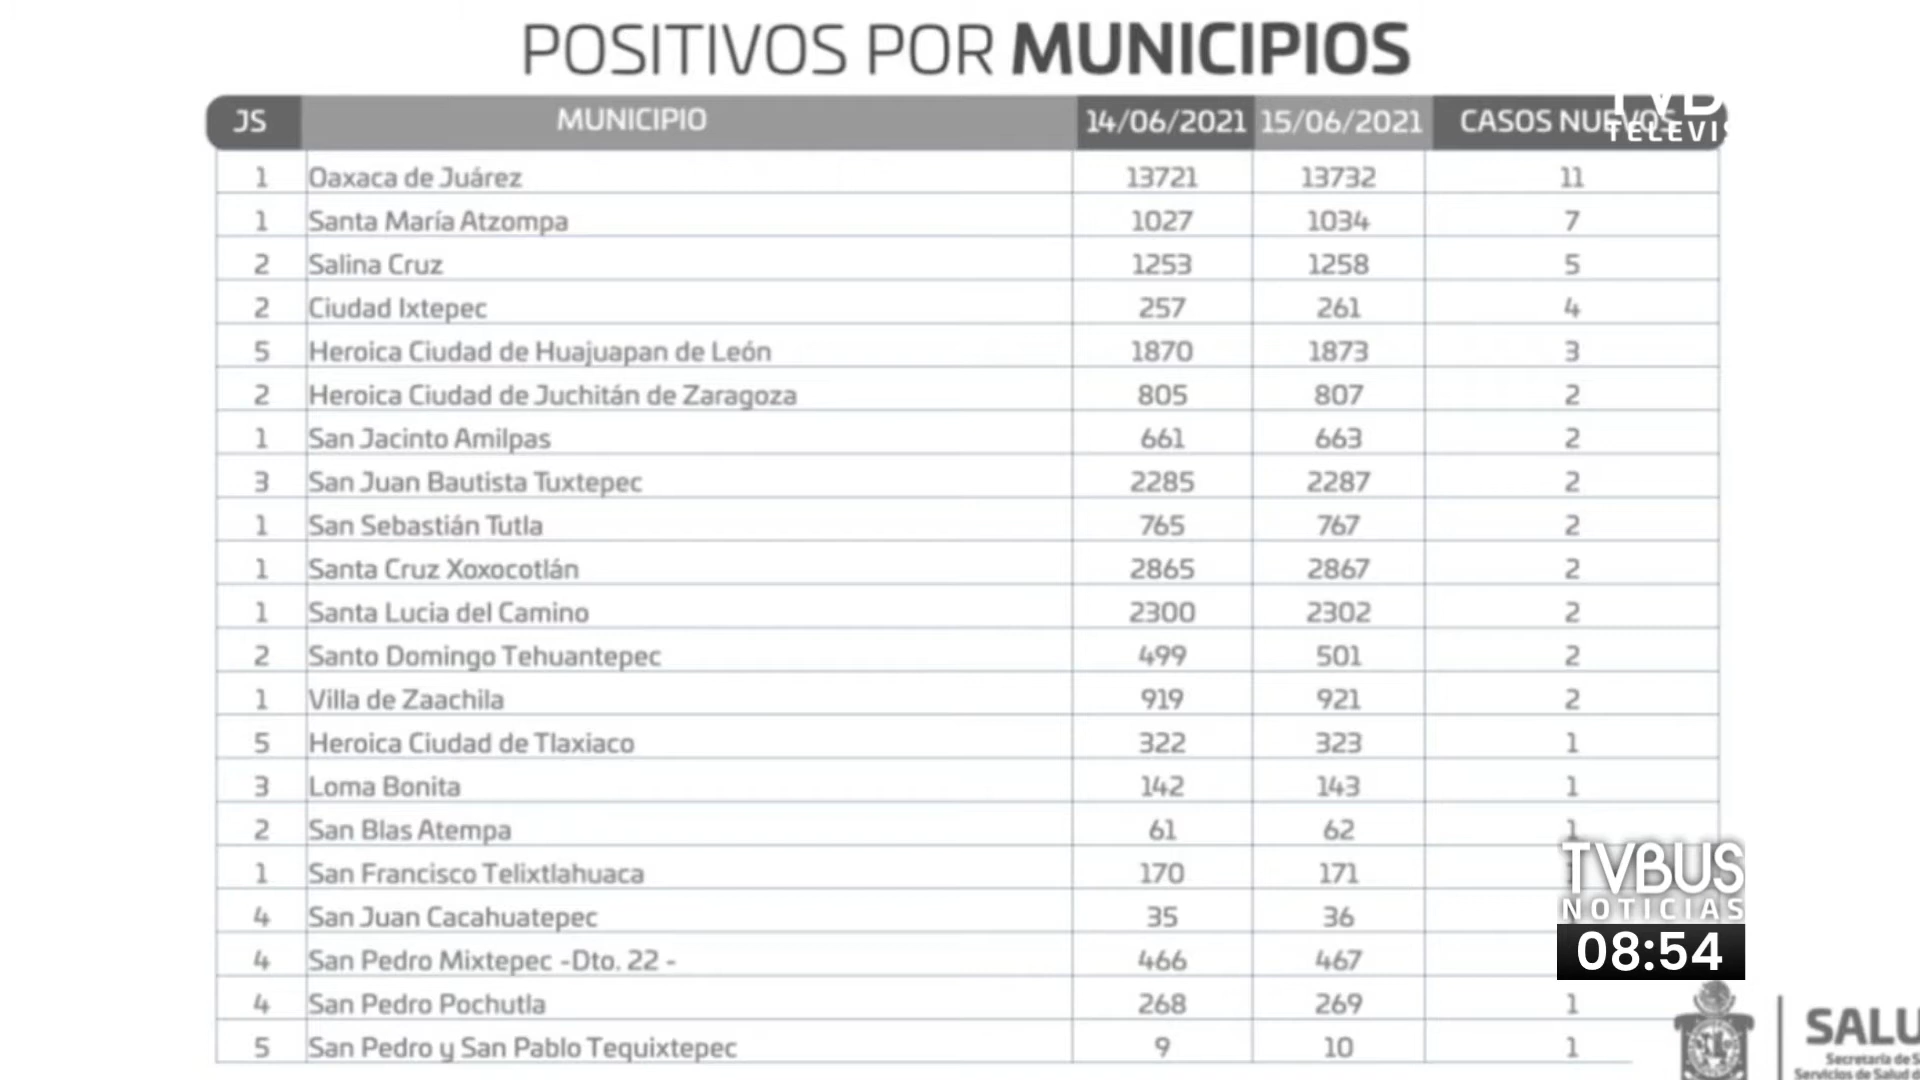 POSITIVOS POR MUNICIPIOS
JS MUNICIPIO 14/06/2021 15/06/2021 CASOS NUEVOS
TELEVIS
1 Oaxaca de Juárez 13721 13732 11
1 Santa María Atzompa 1027 1034 7
2 Salina Cruz 1253 1258 5
2 Ciudad Ixtepec 257 261 4
5 Heroica Ciudad de Huajuapan de León 1870 1873 3
2 Heroica Ciudad de Juchitán de Zaragoza 805 807 2
1 San Jacinto Amilpas 661 663 2
3 San Juan Bautista Tuxtepec 2285 2287 2
1 San Sebastián Tutla 765 767 2
1 Santa Cruz Xoxocotlán 2865 2867 2
1 Santa Lucia del Camino 2300 2302 2
2 Santo Domingo Tehuantepec 499 501 2
1 Villa de Zaachila 919 921 2
5 Heroica Ciudad de Tlaxiaco 322 323 1
3 Loma Bonita 142 143 1
2 San Blas Atempa 61 62 1
1 San Francisco Telixtlahuaca 170 171
4 San Juan Cacahuatepec 35 36
4 San Pedro Mixtepec -Dto. 22 - 466 467
4 San Pedro Pochutla 268 269 1
5 San Pedro y San Pablo Tequixtepec 9 10 1
TVBUS
NOTICIAS
08:54
SALU
Secretaría de S
Servicios de Salud d